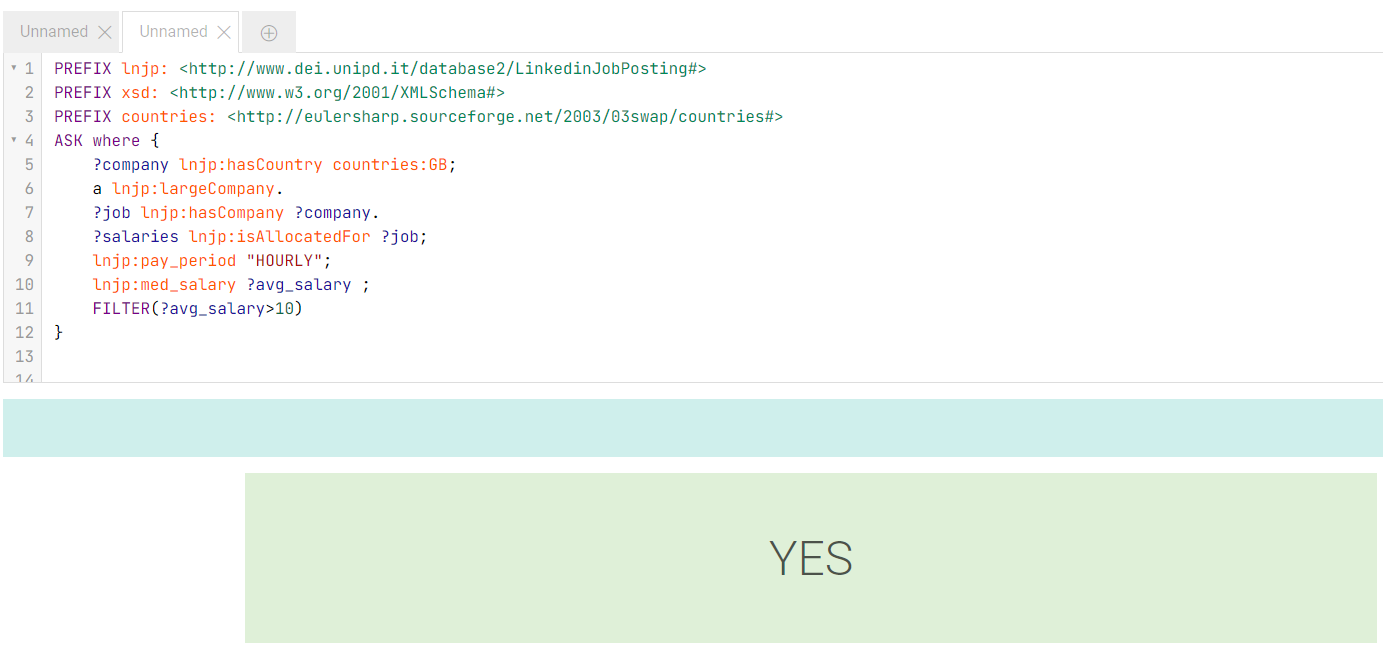 Unnamed Unnamed
1 PREFIX lnjp: <http://www.dei.unipd.it/database2/LinkedinJobPosting#>
2 PREFIX xsd: <http://www.w3.org/2001/XMLSchema#>
3 PREFIX countries: <http://eulersharp.sourceforge.net/2003/03swap/countries#>
4 ASK where {
5 ?company lnjp:hasCountry countries:GB;
6 a lnjp:largeCompany.
7 ?job lnjp:hasCompany ?company.
8 ?salaries lnjp:isAllocatedFor ?job;
9 lnjp:pay_period "HOURLY";
10 lnjp:med_salary ?avg_salary ;
11 FILTER(?avg_salary>10)
12 }
13
14
YES